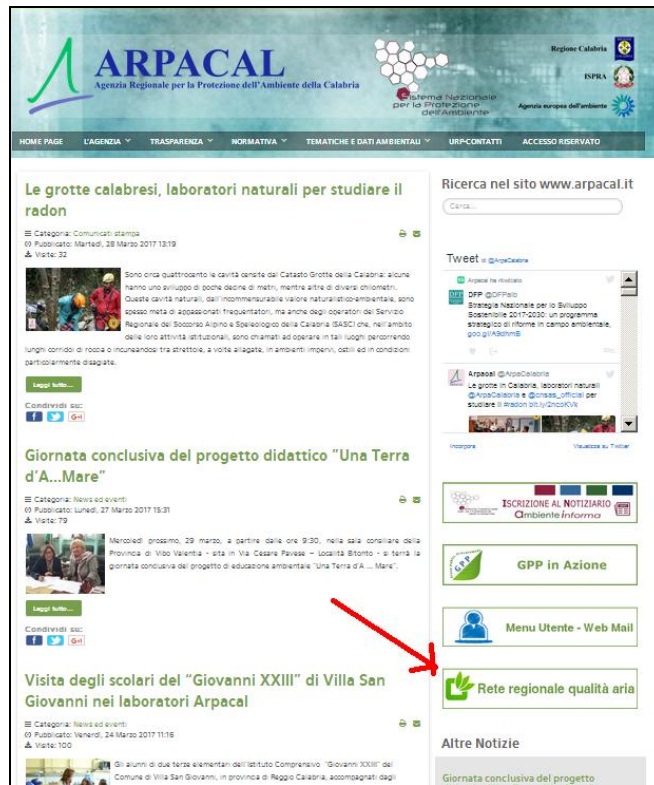 ARPACAL
Agenzia Regionale per la Protezione dell'Ambiente della Calabria
Sistema Nazionale
per la Protezione
dell'Ambiente
Regione Calabria
ISPRA
Agenzia europea dell'ambiente
HOME PAGE L'AGENZIA TRASPARENZA NORMATIVA TEMATICHE E DATI AMBIENTALI URP-CONTATTI ACCESSO RISERVATO
Le grotte calabresi, laboratori naturali per studiare il
radon
Categoria: Comunicati stampa
Pubblicato: Martedì, 28 Marzo 2017 13:19
Visite: 32
Sono circa quattrocento le cavità censite dal Catasto Grotte della Calabria: alcune
hanno uno sviluppo di poche decine di metri, mentre altre di diversi chilometri.
Queste cavità naturali, dall'incommensurabile valore naturalistico-ambientale, sono
spesso meta di appassionati frequentatori, ma anche degli operatori del Servizio
Regionale del Soccorso Alpino e Speleologico della Calabria (SASC) che, nell'ambito
delle loro attività istituzionali, sono chiamati ad operare in tali luoghi percorrendo
lunghi corridoi di roccia o incuneandosi tra strettoie, a volte allagate, in ambienti impervi, ostili ed in condizioni
particolarmente disagiate.
Leggi tutto...
Condividi su:
Giornata conclusiva del progetto didattico "Una Terra
d'A...Mare"
Categoria: News ed eventi
Pubblicato: Lunedì, 27 Marzo 2017 15:31
Visite: 79
Mercoledì prossimo, 29 marzo, a partire dalle ore 9:30, nella sala consiliare della
Provincia di Vibo Valentia - sita in Via Cesare Pavese – Località Bitonto - si terrà la
giornata conclusiva del progetto di educazione ambientale "Una Terra d'A ... Mare".
Leggi tutto...
Condividi su:
Visita degli scolari del “Giovanni XXIII” di Villa San
Giovanni nei laboratori Arpacal
Categoria: News ed eventi
Pubblicato: Venerdì, 24 Marzo 2017 11:16
Visite: 100
Gli alunni di due terze elementari dell'Istituto Comprensivo "Giovanni XXIII" del
Comune di Villa San Giovanni, in provincia di Reggio Calabria, accompagnati dagli
Ricerca nel sito www.arpacal.it
Cerca...
Tweet di @ArpaCalabria
Arpacal ha ritwittato
DFP @DFPalb
Strategia Nazionale per lo Sviluppo
Sostenibile 2017-2030: un programma
strategico di riforme in campo ambientale,
goo.gl/A9dhmB
Arpacal @ArpaCalabria
Le grotte in Calabria, laboratori naturali
@ArpaCalabria e @cnsas_official per
studiare il #radon bit.ly/2ncoKVk
Incorpora Visualizza su Twitter
ISCRIZIONE AL NOTIZIARIO
Ambiente Informa
GPP in Azione
Menu Utente - Web Mail
Rete regionale qualità aria
Altre Notizie
Giornata conclusiva del progetto